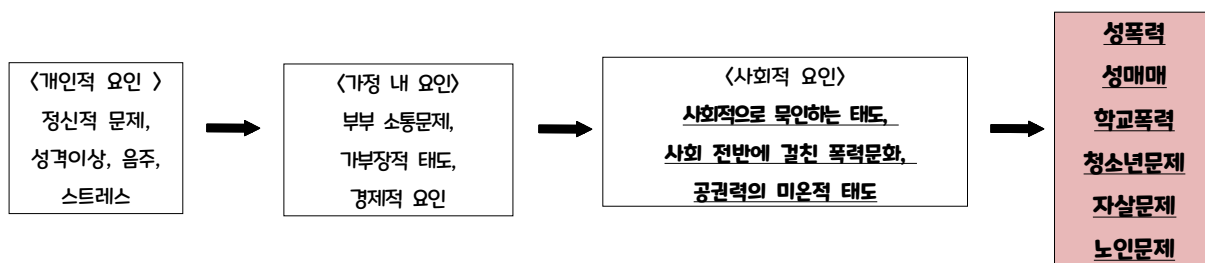 <개인적 요인 >
정신적 문제,
성격이상, 음주,
스트레스
<가정 내 요인>
부부 소통문제,
가부장적 태도,
경제적 요인
<사회적 요인>
사회적으로 묵인하는 태도,
사회 전반에 걸친 폭력문화,
공권력의 미온적 태도
성폭력
성매매
학교폭력
청소년문제
자살문제
노인문제